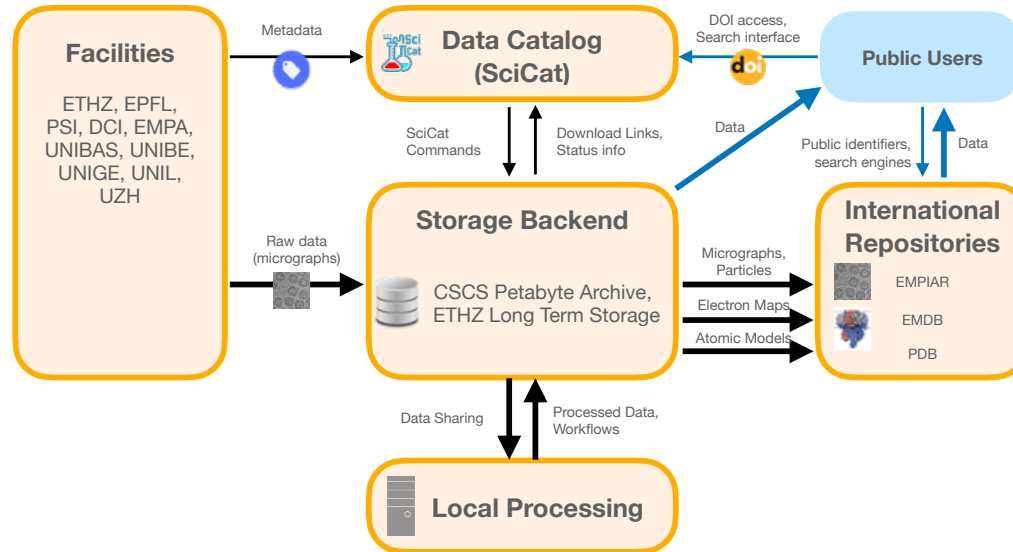 Facilities
ETHZ, EPFL,
PSI, DCI, EMPA,
UNIBAS, UNIBE,
UNIGE, UNIL,
UZH
Metadata
Data Catalog
(SciCat)
DOI access,
Search interface
doi
Public Users
SciCat
Commands
Download Links,
Status info
Data
Public identifiers,
search engines
Data
Raw data
(micrographs)
Storage Backend
CSCS Petabyte Archive,
ETHZ Long Term Storage
Micrographs,
Particles
Electron Maps
Atomic Models
International
Repositories
EMPIAR
EMDB
PDB
Data Sharing
Processed Data,
Workflows
Local Processing